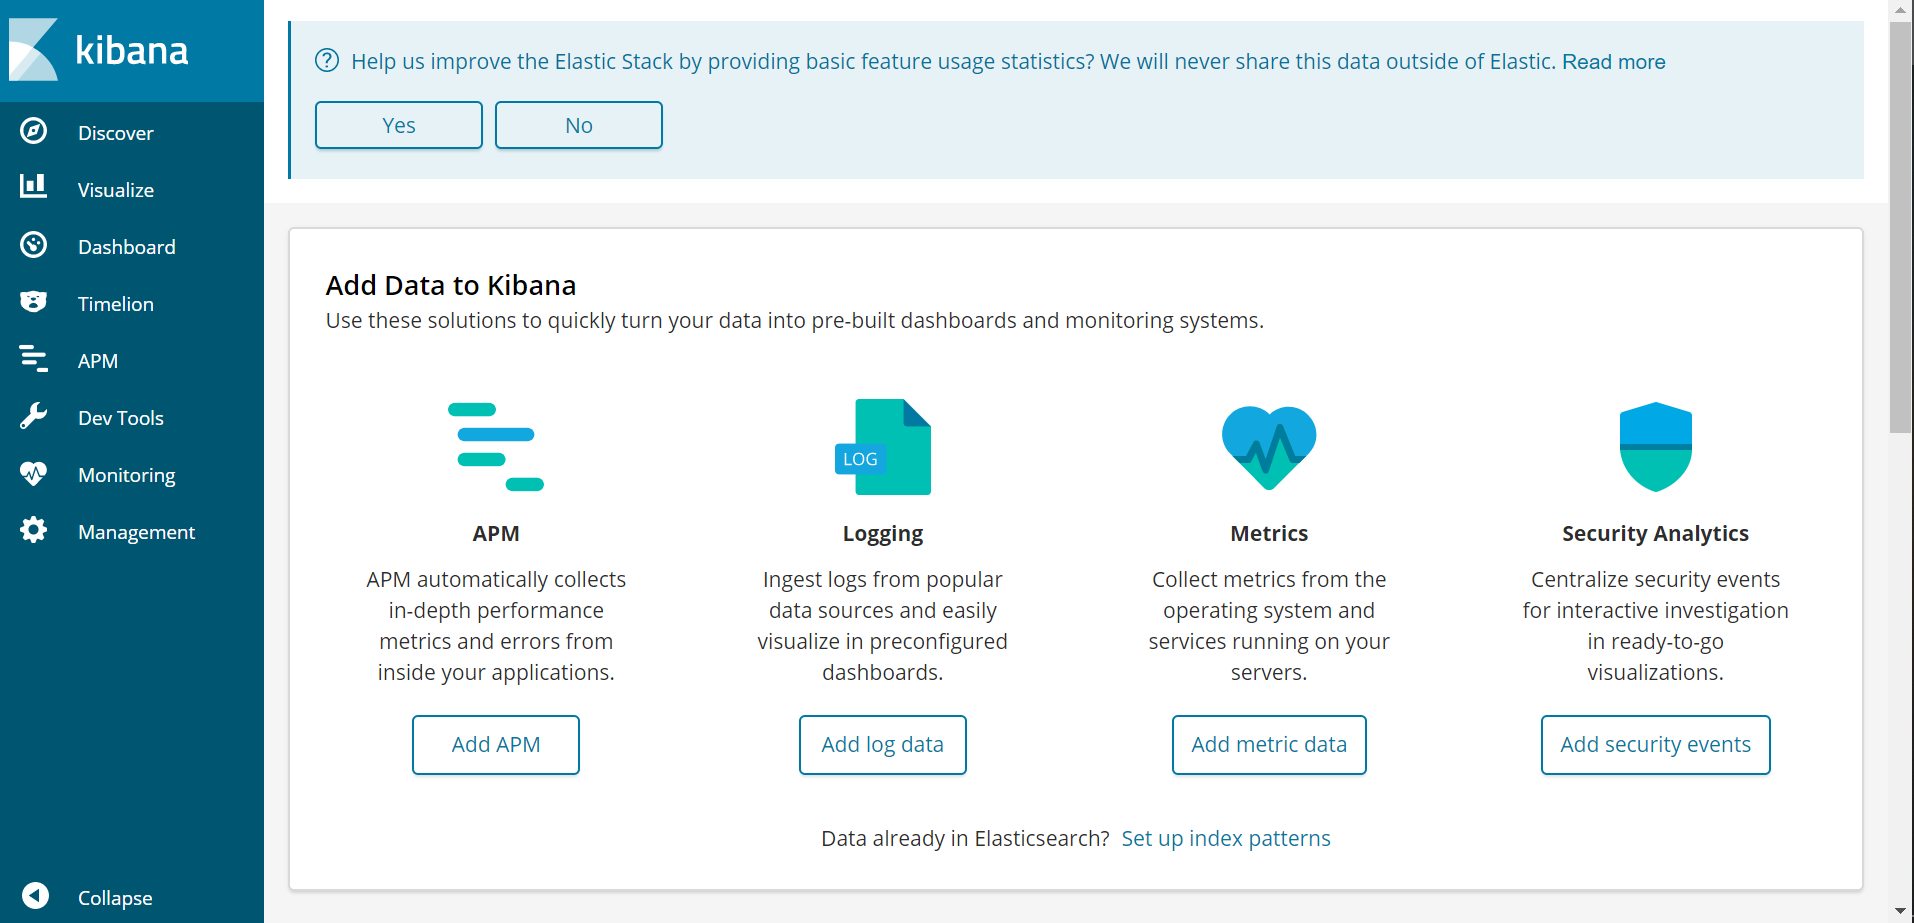 kibana
Discover
Visualize
Dashboard
Timelion
APM
Dev Tools
Monitoring
Management
Collapse
Help us improve the Elastic Stack by providing basic feature usage statistics? We will never share this data outside of Elastic. Read more
Yes
No
Add Data to Kibana
Use these solutions to quickly turn your data into pre-built dashboards and monitoring systems.
APM
APM automatically collects
in-depth performance
metrics and errors from
inside your applications.
Add APM
LOG
Logging
Ingest logs from popular
data sources and easily
visualize in preconfigured
dashboards.
Add log data
Metrics
Collect metrics from the
operating system and
services running on your
servers.
Add metric data
Security Analytics
Centralize security events
for interactive investigation
in ready-to-go
visualizations.
Add security events
Data already in Elasticsearch? Set up index patterns